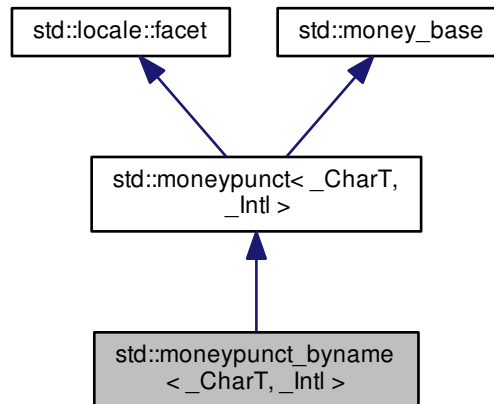 std::locale::facet
std::money_base
std::moneypunct< _CharT,
_Intl >
std::moneypunct_byname
< _CharT, _Intl >